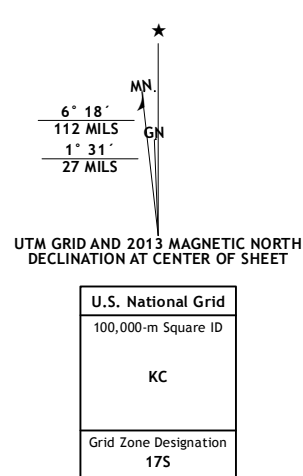 ★
MN.
6° 18´
112 MILS
GN
1° 31´
27 MILS
UTM GRID AND 2013 MAGNETIC NORTH
DECLINATION AT CENTER OF SHEET
U.S. National Grid
100,000-m Square ID
KC
Grid Zone Designation
17S